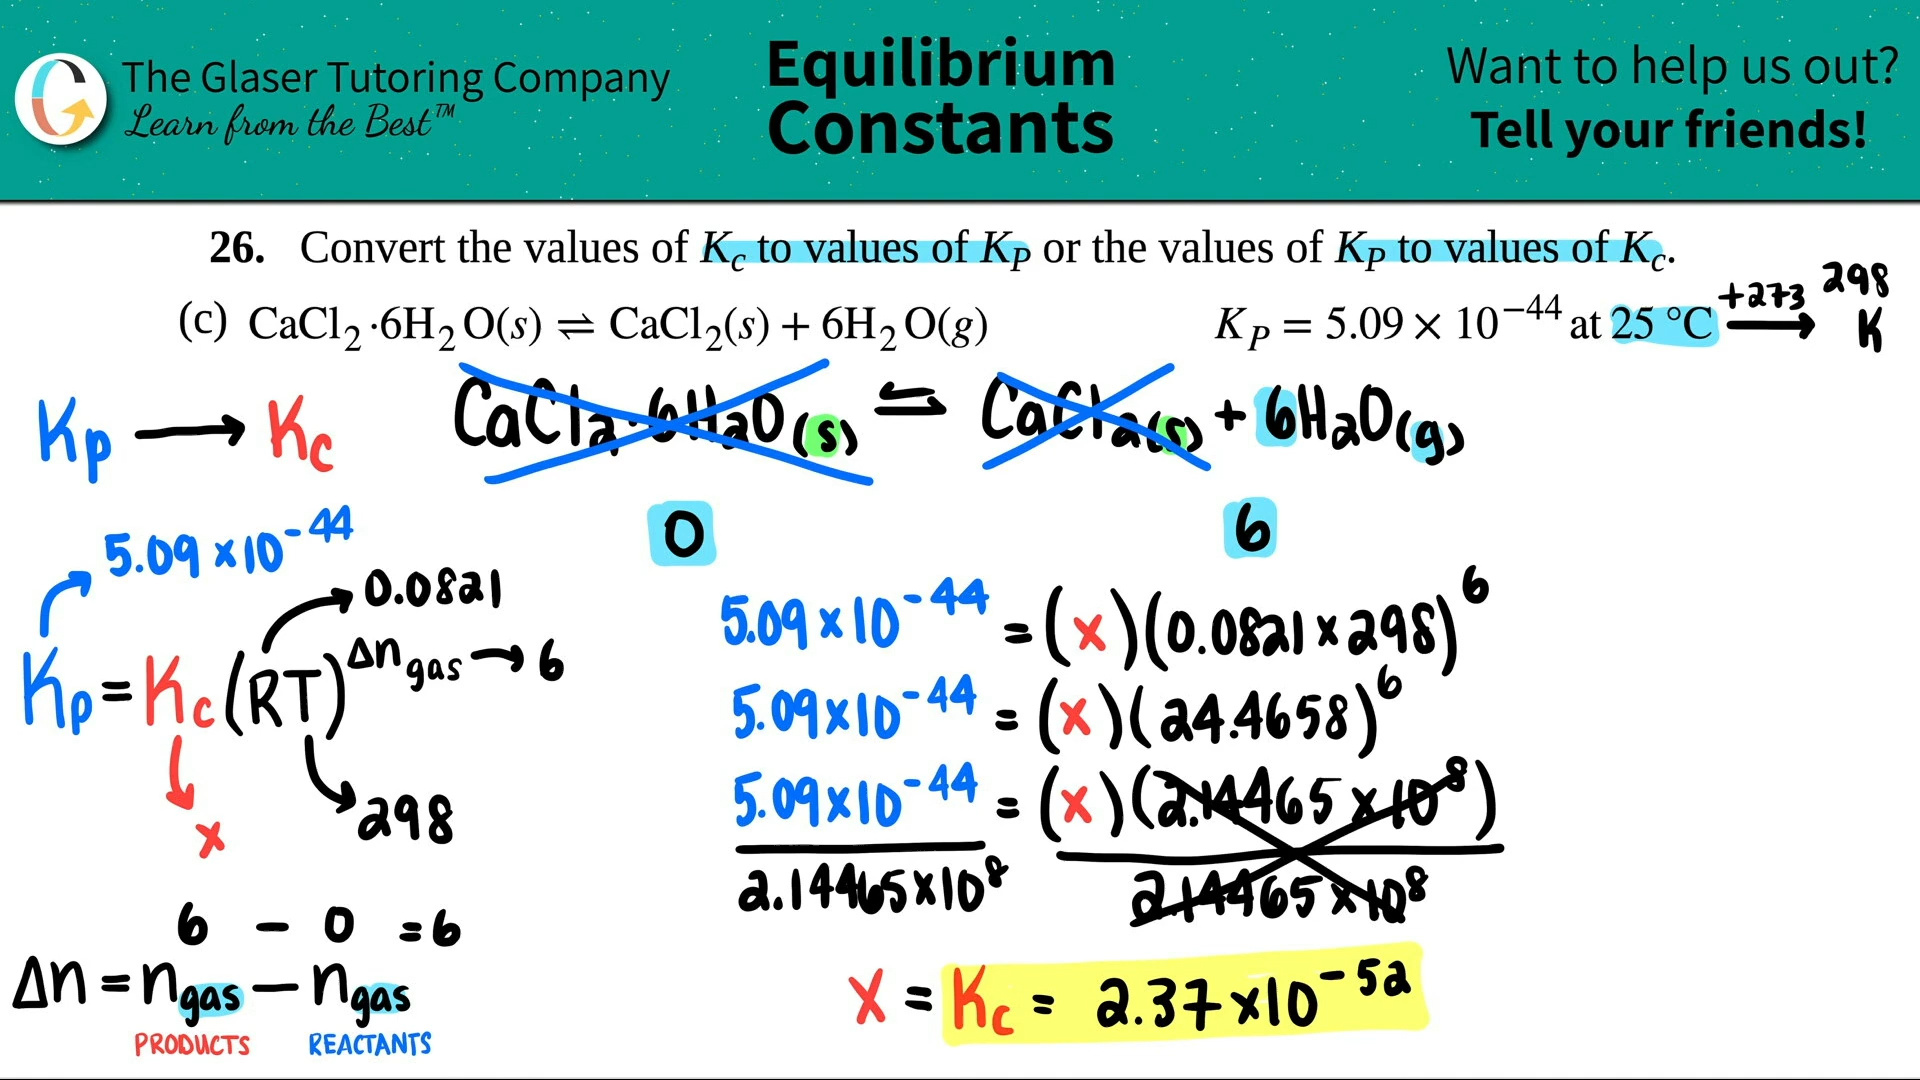 The Glaser Tutoring Company
Learn from the Best™
Equilibrium
Constants
Want to help us out?
Tell your friends!
26. Convert the values of Kc to values of KP or the values of KP to values of Kc.
(c) CaCl₂·6H₂O(s) ⇌ CaCl₂(s) + 6H₂O(g)
KP = 5.09 × 10⁻⁴⁴ at 25 °C +273 → 298 K
Kp → Kc
CaCl₂·6H₂O(s) ⇌ CaCl₂(s) + 6H₂O(g)
0
6
5.09×10⁻⁴⁴
0.0821
Kp = Kc(RT)^Δngas → 6
x
298
6 − 0 = 6
Δn = ngas − ngas
PRODUCTS
REACTANTS
5.09×10⁻⁴⁴ = (x)(0.0821×298)⁶
5.09×10⁻⁴⁴ = (x)(24.4658)⁶
5.09×10⁻⁴⁴ = (x)(2.14465×10⁸)
2.14465×10⁸
2.14465×10⁸
x = Kc = 2.37×10⁻⁵²